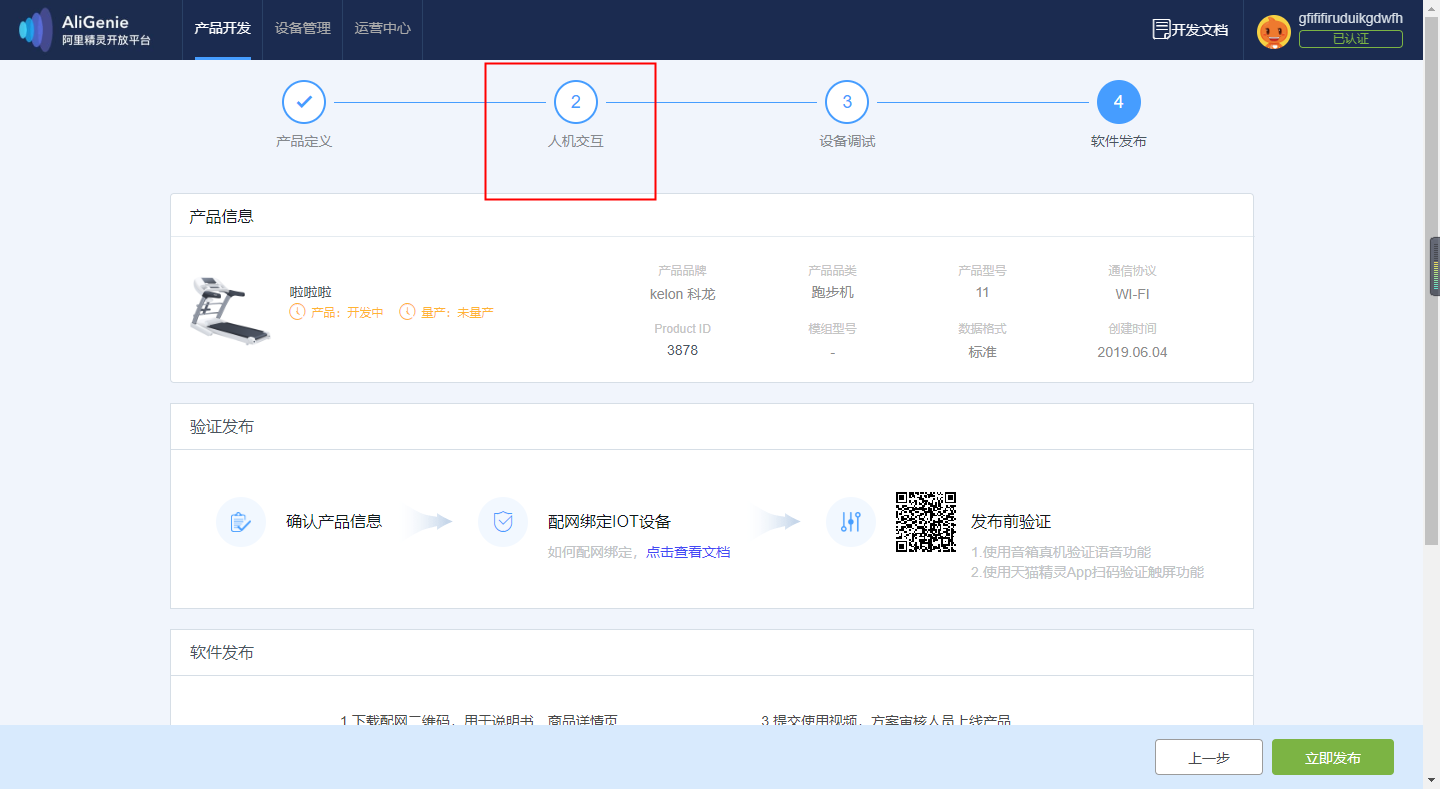 AliGenie
阿里精灵开放平台
产品开发
设备管理
运营中心
开发文档
gfififiruduikgdwfh
已认证
2
3
4
产品定义
人机交互
设备调试
软件发布
产品信息
啦啦啦
产品：开发中
量产：未量产
产品品牌
产品品类
产品型号
通信协议
kelon 科龙
跑步机
11
WI-FI
Product ID
模组型号
数据格式
创建时间
3878
-
标准
2019.06.04
验证发布
确认产品信息
配网绑定IOT设备
如何配网绑定，点击查看文档
发布前验证
1.使用音箱真机验证语音功能
2.使用天猫精灵App扫码验证触屏功能
软件发布
1.下载配网二维码，用于说明书、商品详情页
3.提交使用视频，方案审核人员上线产品
上一步
立即发布